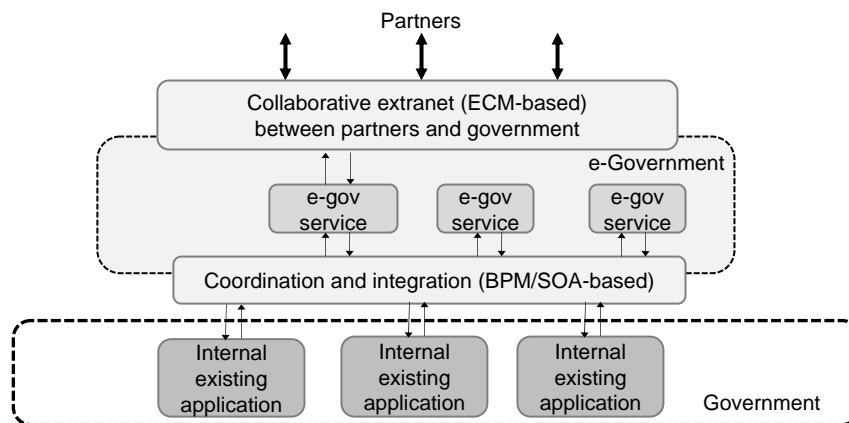 Partners
Collaborative extranet (ECM-based)
between partners and government
e-Government
e-gov
service
e-gov
service
e-gov
service
Coordination and integration (BPM/SOA-based)
Internal
existing
application
Internal
existing
application
Internal
existing
application
Government